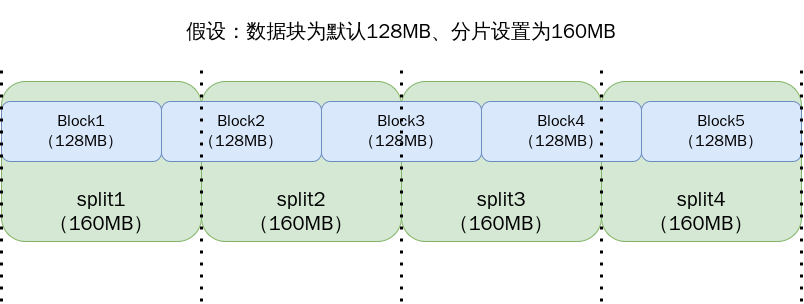 假设：数据块为默认128MB、分片设置为160MB
Block1
（128MB）
Block2
（128MB）
Block3
（128MB）
Block4
（128MB）
Block5
（128MB）
split1
（160MB）
split2
（160MB）
split3
（160MB）
split4
（160MB）